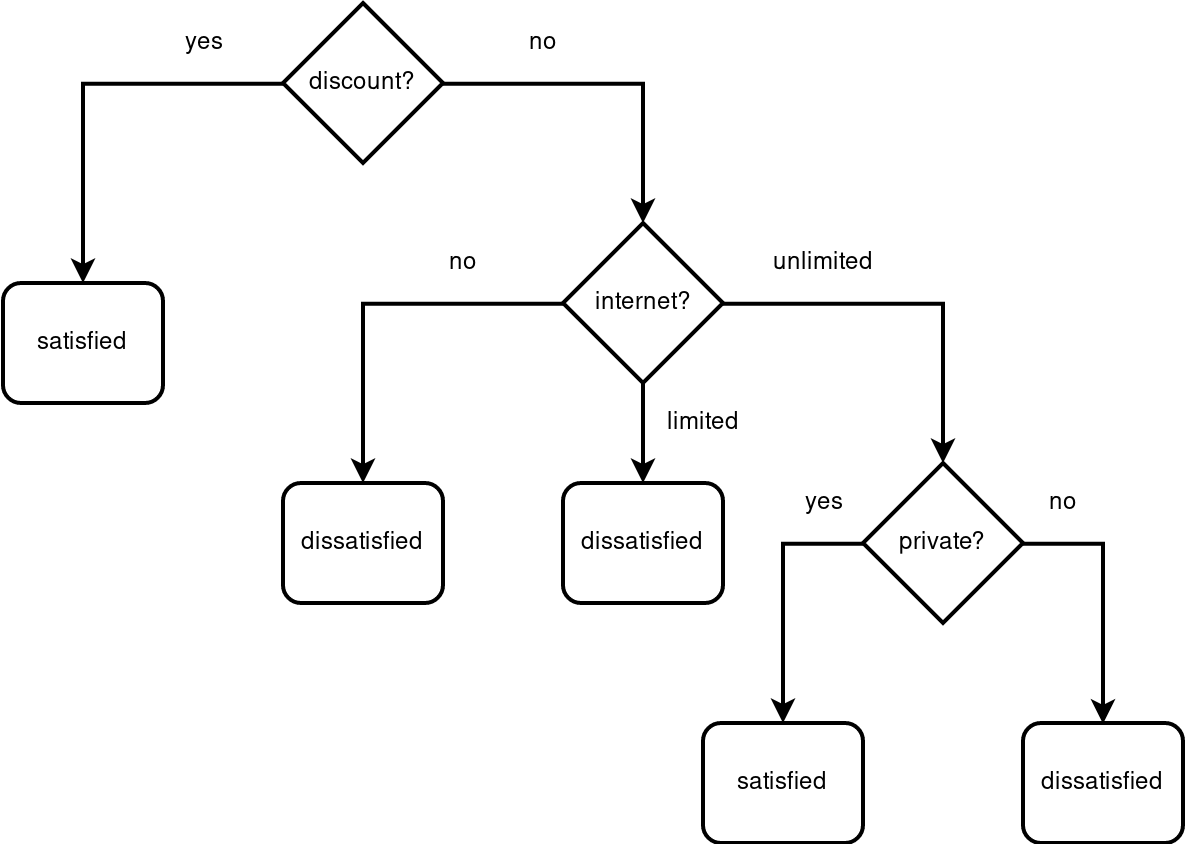 yes
no
discount?
no
unlimited
internet?
satisfied
limited
yes
no
dissatisfied
dissatisfied
private?
satisfied
dissatisfied